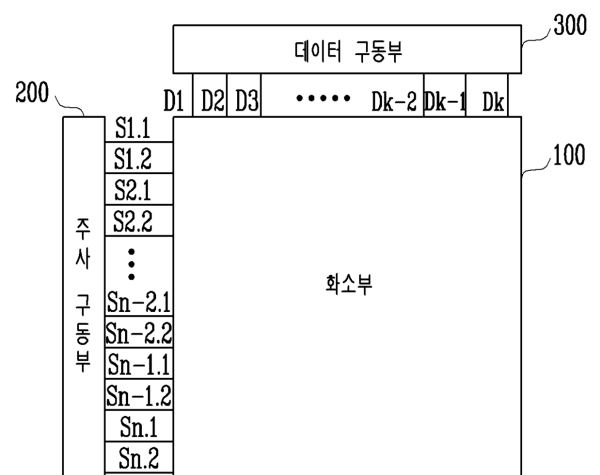 300
데이터 구동부
200
D1 D2 D3 ••••• Dk-2 Dk-1 Dk
S1.1
100
S1.2
S2.1
S2.2
주사 구동부
화소부
Sn-2.1
Sn-2.2
Sn-1.1
Sn-1.2
Sn.1
Sn.2